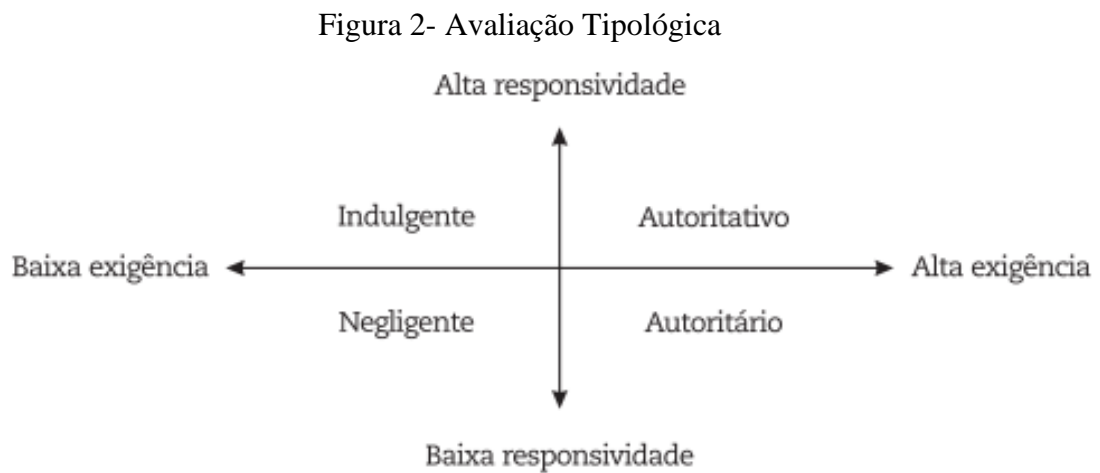 Figura 2- Avaliação Tipológica
Alta responsividade
Indulgente Autoritativo
Baixa exigência Alta exigência
Negligente Autoritário
Baixa responsividade